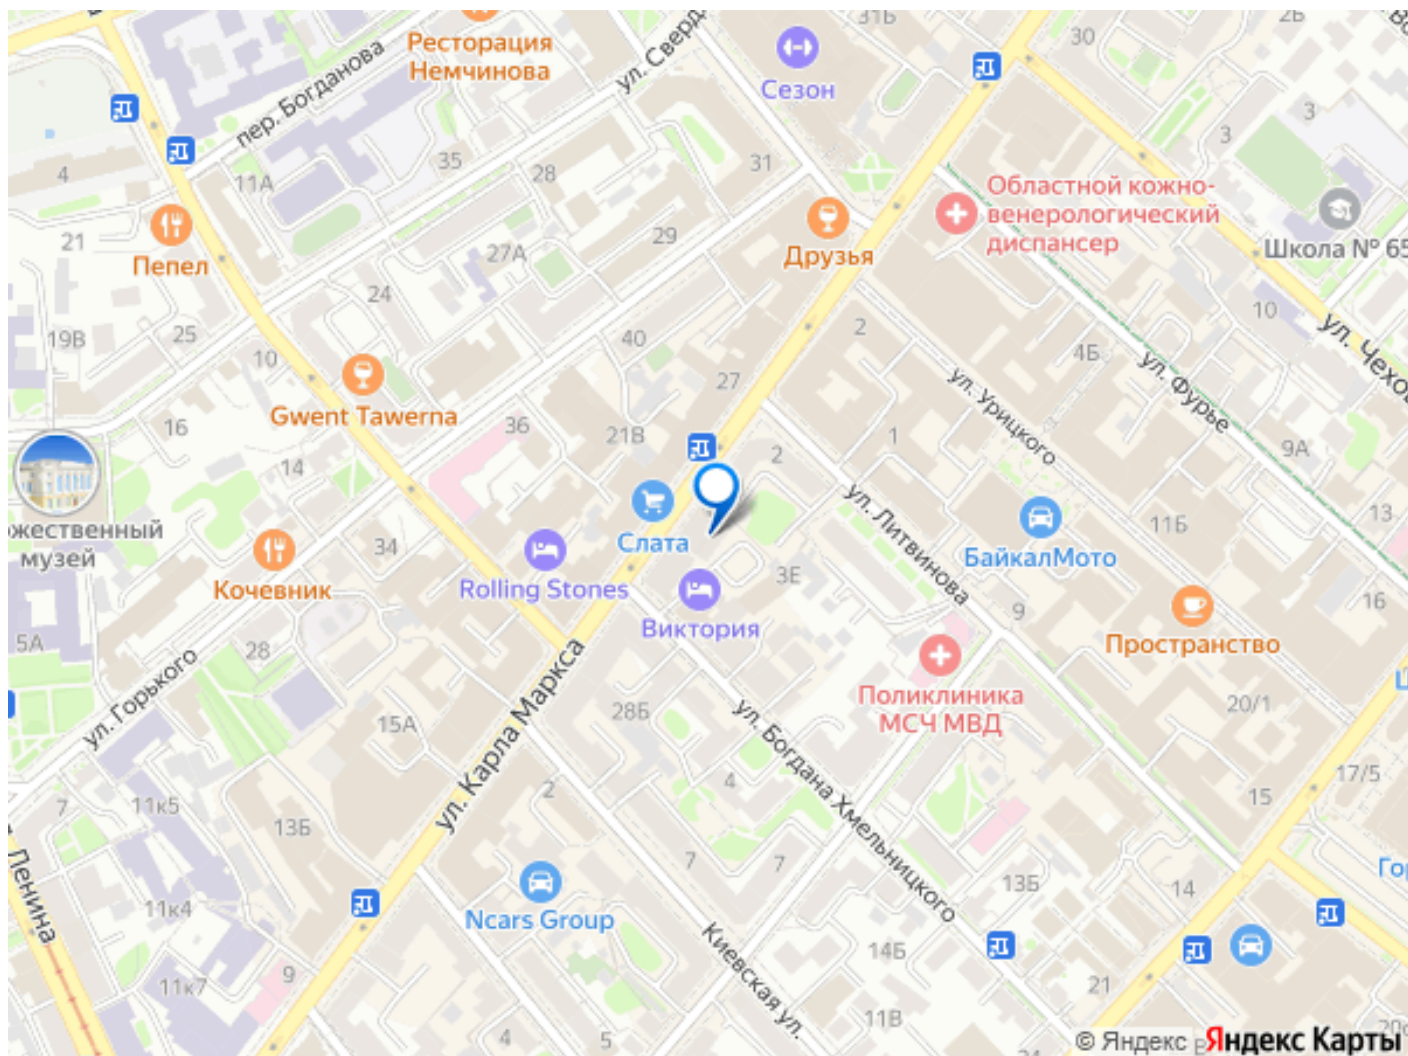 Ресторация
Немчинова
пер. Богданова
ул. Сверд
Сезон
31Б
30
2Б
4
11А
35
28
31
3
3
Областной кожно-
венерологический
диспансер
Школа № 65
21
Пепел
27А
29
Друзья
24
19В
25
10
40
2
10
ул. Чехов
4Б
ул. Фурье
27
ул. Урицкого
Gwent Tawerna
16
36
21В
2
1
9А
14
ул. Литвинова
11Б
13
ожественный
музей
34
Слата
БайкалМото
Кочевник
Rolling Stones
3Е
9
16
Виктория
Пространство
5А
28
ул. Горького
Поликлиника
МСЧ МВД
ул. Карла Маркса
15А
28Б
ул. Богдана Хмельницкого
20/1
4
17/5
2
7
11к5
13Б
15
7
7
Ленина
Гор
13Б
14
11к4
Ncars Group
Киевская ул.
14Б
9
11к7
21
11В
4
5
© Яндекс
Яндекс Карты